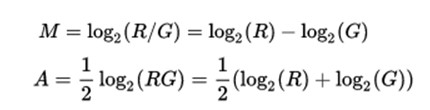 M = log₂(R/G) = log₂(R) − log₂(G)
A = 1/2 log₂(RG) = 1/2 (log₂(R) + log₂(G))